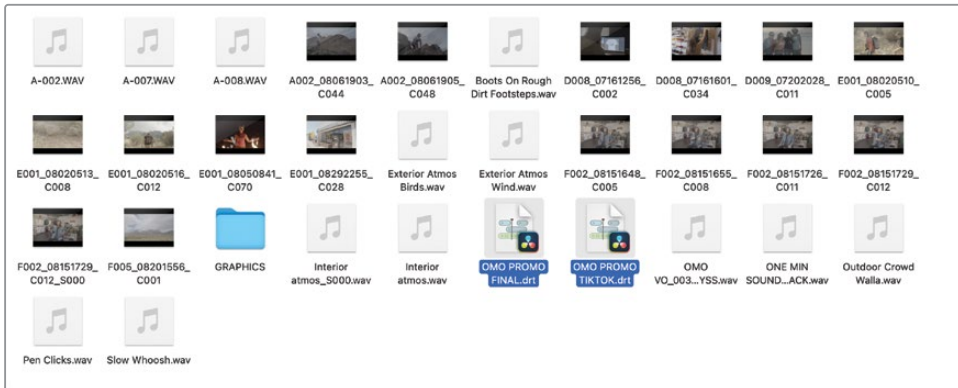 A-002.WAV
A-007.WAV
A-008.WAV
A002_08061903_
C044
A002_08061905_
C048
Boots On Rough
Dirt Footsteps.wav
D008_07161256_
C002
D008_07161601_
C034
D009_07202028_
C011
E001_08020510_
C005
E001_08020513_
C008
E001_08020516_
C012
E001_08050841_
C070
E001_08292255_
C028
Exterior Atmos
Birds.wav
Exterior Atmos
Wind.wav
F002_08151648_
C005
F002_08151655_
C008
F002_08151726_
C011
F002_08151729_
C012
F002_08151729_
C012_S000
F005_08201556_
C001
GRAPHICS
Interior
atmos_S000.wav
Interior
atmos.wav
OMO PROMO
FINAL.drt
OMO PROMO
TIKTOK.drt
OMO
VO_003...YSS.wav
ONE MIN
SOUND...ACK.wav
Outdoor Crowd
Walla.wav
Pen Clicks.wav
Slow Whoosh.wav